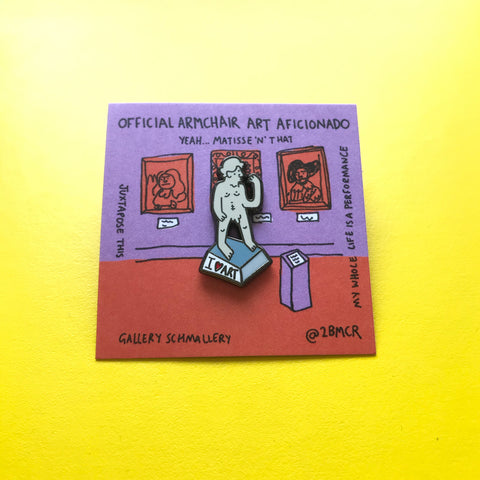 OFFICIAL ARMCHAIR ART AFICIONADO
YEAH... MATISSE 'N' THAT
JUXTAPOSE THIS
MY WHOLE LIFE IS A PERFORMANCE
I ♥ ART
GALLERY SCHMALLERY
@2BMCR